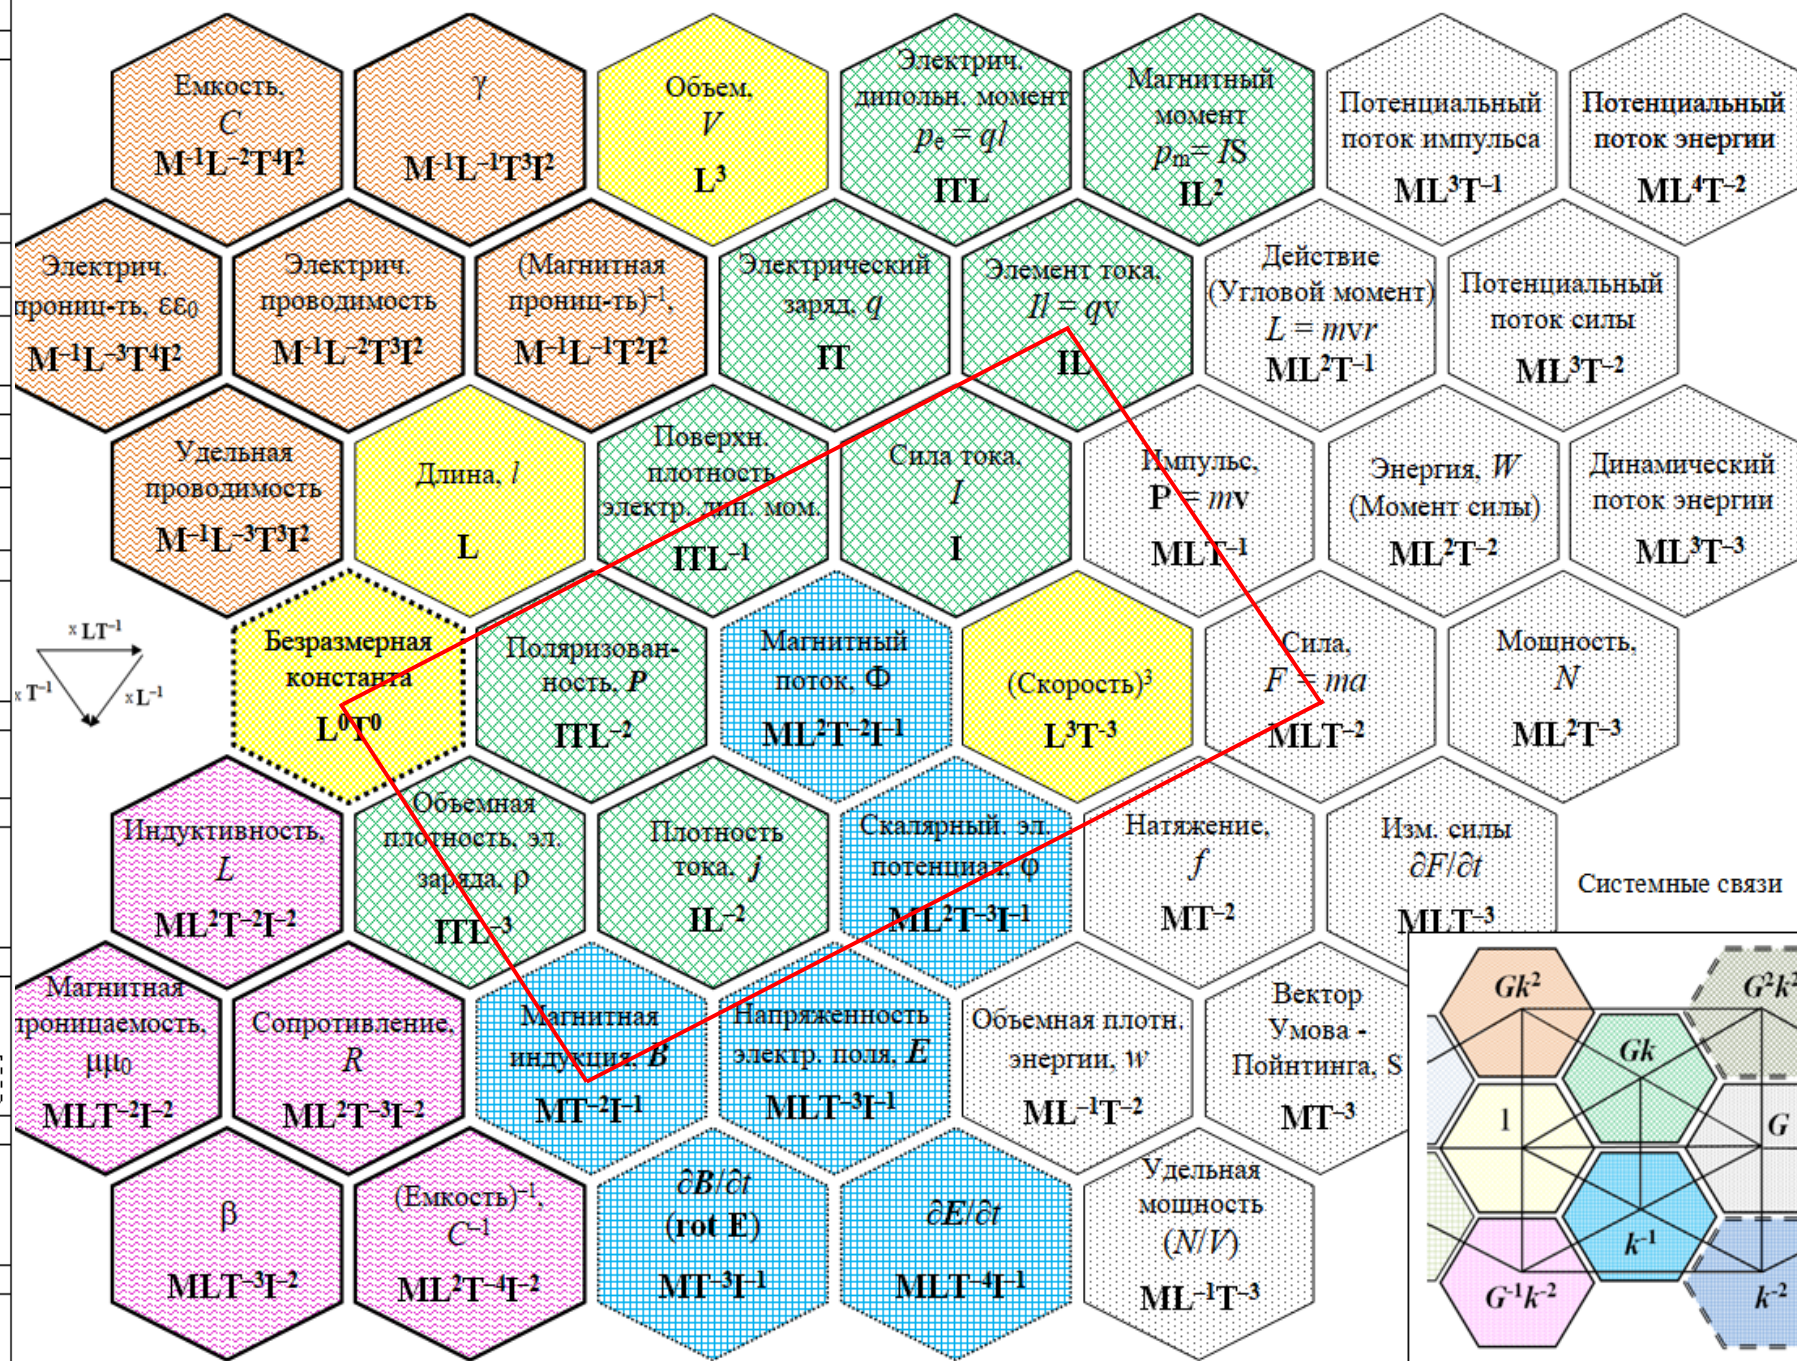 Емкость,
C
M⁻¹L⁻²T⁴I²
γ
M⁻¹L⁻¹T³I²
Объем,
V
L³
Электрич.
дипольн. момент
pₑ = ql
ITL
Магнитный
момент
pₘ= IS
IL²
Потенциальный
поток импульса
ML³T⁻¹
Потенциальный
поток энергии
ML⁴T⁻²
Электрич.
прониц-ть, εε₀
M⁻¹L⁻³T⁴I²
Электрич.
проводимость
M⁻¹L⁻²T³I²
(Магнитная
прониц-ть)⁻¹,
M⁻¹L⁻¹T²I²
Электрический
заряд, q
IT
Элемент тока,
Il = qv
IL
Действие
(Угловой момент)
L = mvr
ML²T⁻¹
Потенциальный
поток силы
ML³T⁻²
Удельная
проводимость
M⁻¹L⁻³T³I²
Длина, l
L
Поверхн.
плотность
электр. дип. мом.
ITL⁻¹
Сила тока,
I
I
Импульс,
P = mv
MLT⁻¹
Энергия, W
(Момент силы)
ML²T⁻²
Динамический
поток энергии
ML³T⁻³
x LT⁻¹
x T⁻¹
x L⁻¹
Безразмерная
константа
L⁰T⁰
Поляризован-
ность, P
ITL⁻²
Магнитный
поток, Φ
ML²T⁻²I⁻¹
(Скорость)³
L³T⁻³
Сила,
F = ma
MLT⁻²
Мощность,
N
ML²T⁻³
Индуктивность,
L
ML²T⁻²I⁻²
Объемная
плотность, эл.
заряда, ρ
ITL⁻³
Плотность
тока, j
IL⁻²
Скалярный. эл.
потенциал, φ
ML²T⁻³I⁻¹
Натяжение,
f
MT⁻²
Изм. силы
∂F/∂t
MLT⁻³
Системные связи
Магнитная
проницаемость,
μμ₀
MLT⁻²I⁻²
Сопротивление,
R
ML²T⁻³I⁻²
Магнитная
индукция, B
MT⁻²I⁻¹
Напряженность
электр. поля, E
MLT⁻³I⁻¹
Объемная плотн.
энергии, w
ML⁻¹T⁻²
Вектор
Умова -
Пойнтинга, S
MT⁻³
β
MLT⁻³I⁻²
(Емкость)⁻¹,
C⁻¹
ML²T⁻⁴I⁻²
∂B/∂t
(rot E)
MT⁻³I⁻¹
∂E/∂t
MLT⁻⁴I⁻¹
Удельная
мощность
(N/V)
ML⁻¹T⁻³
Gk²
G²k²
Gk
1
G
k⁻¹
G⁻¹k⁻²
k⁻²